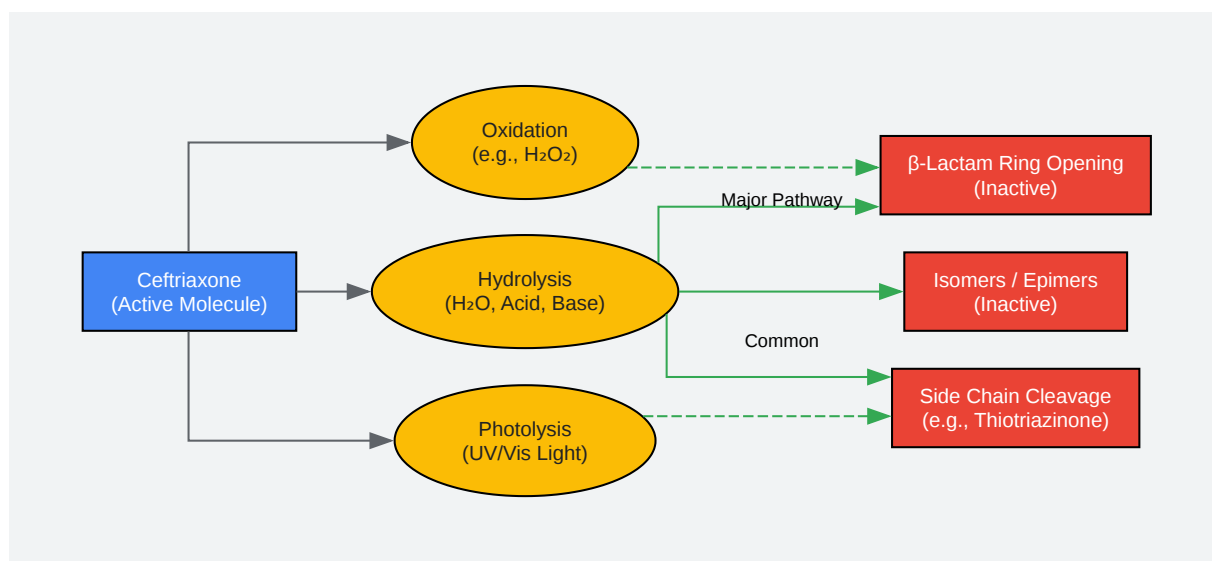 Oxidation
(e.g., H₂O₂)
β-Lactam Ring Opening
(Inactive)
Major Pathway
Ceftriaxone
(Active Molecule)
Hydrolysis
(H₂O, Acid, Base)
Isomers / Epimers
(Inactive)
Common
Side Chain Cleavage
(e.g., Thiotriazinone)
Photolysis
(UV/Vis Light)